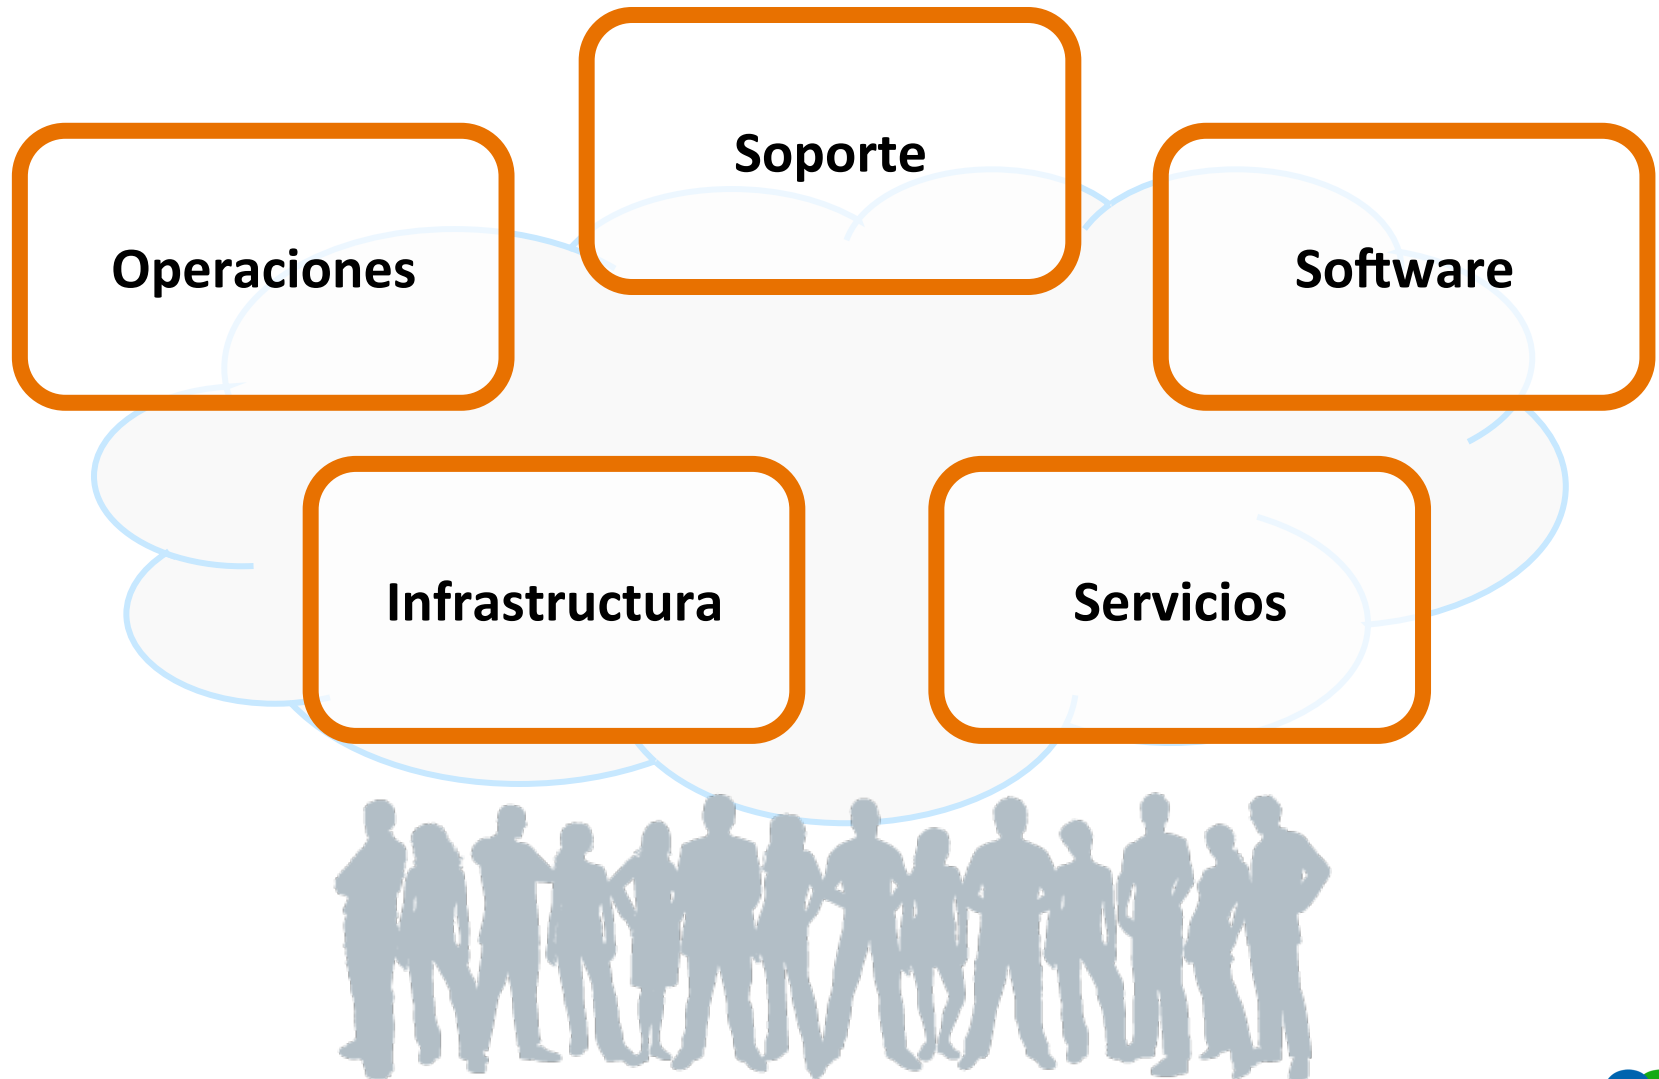 Soporte
Operaciones
Software
Infrastructura
Servicios